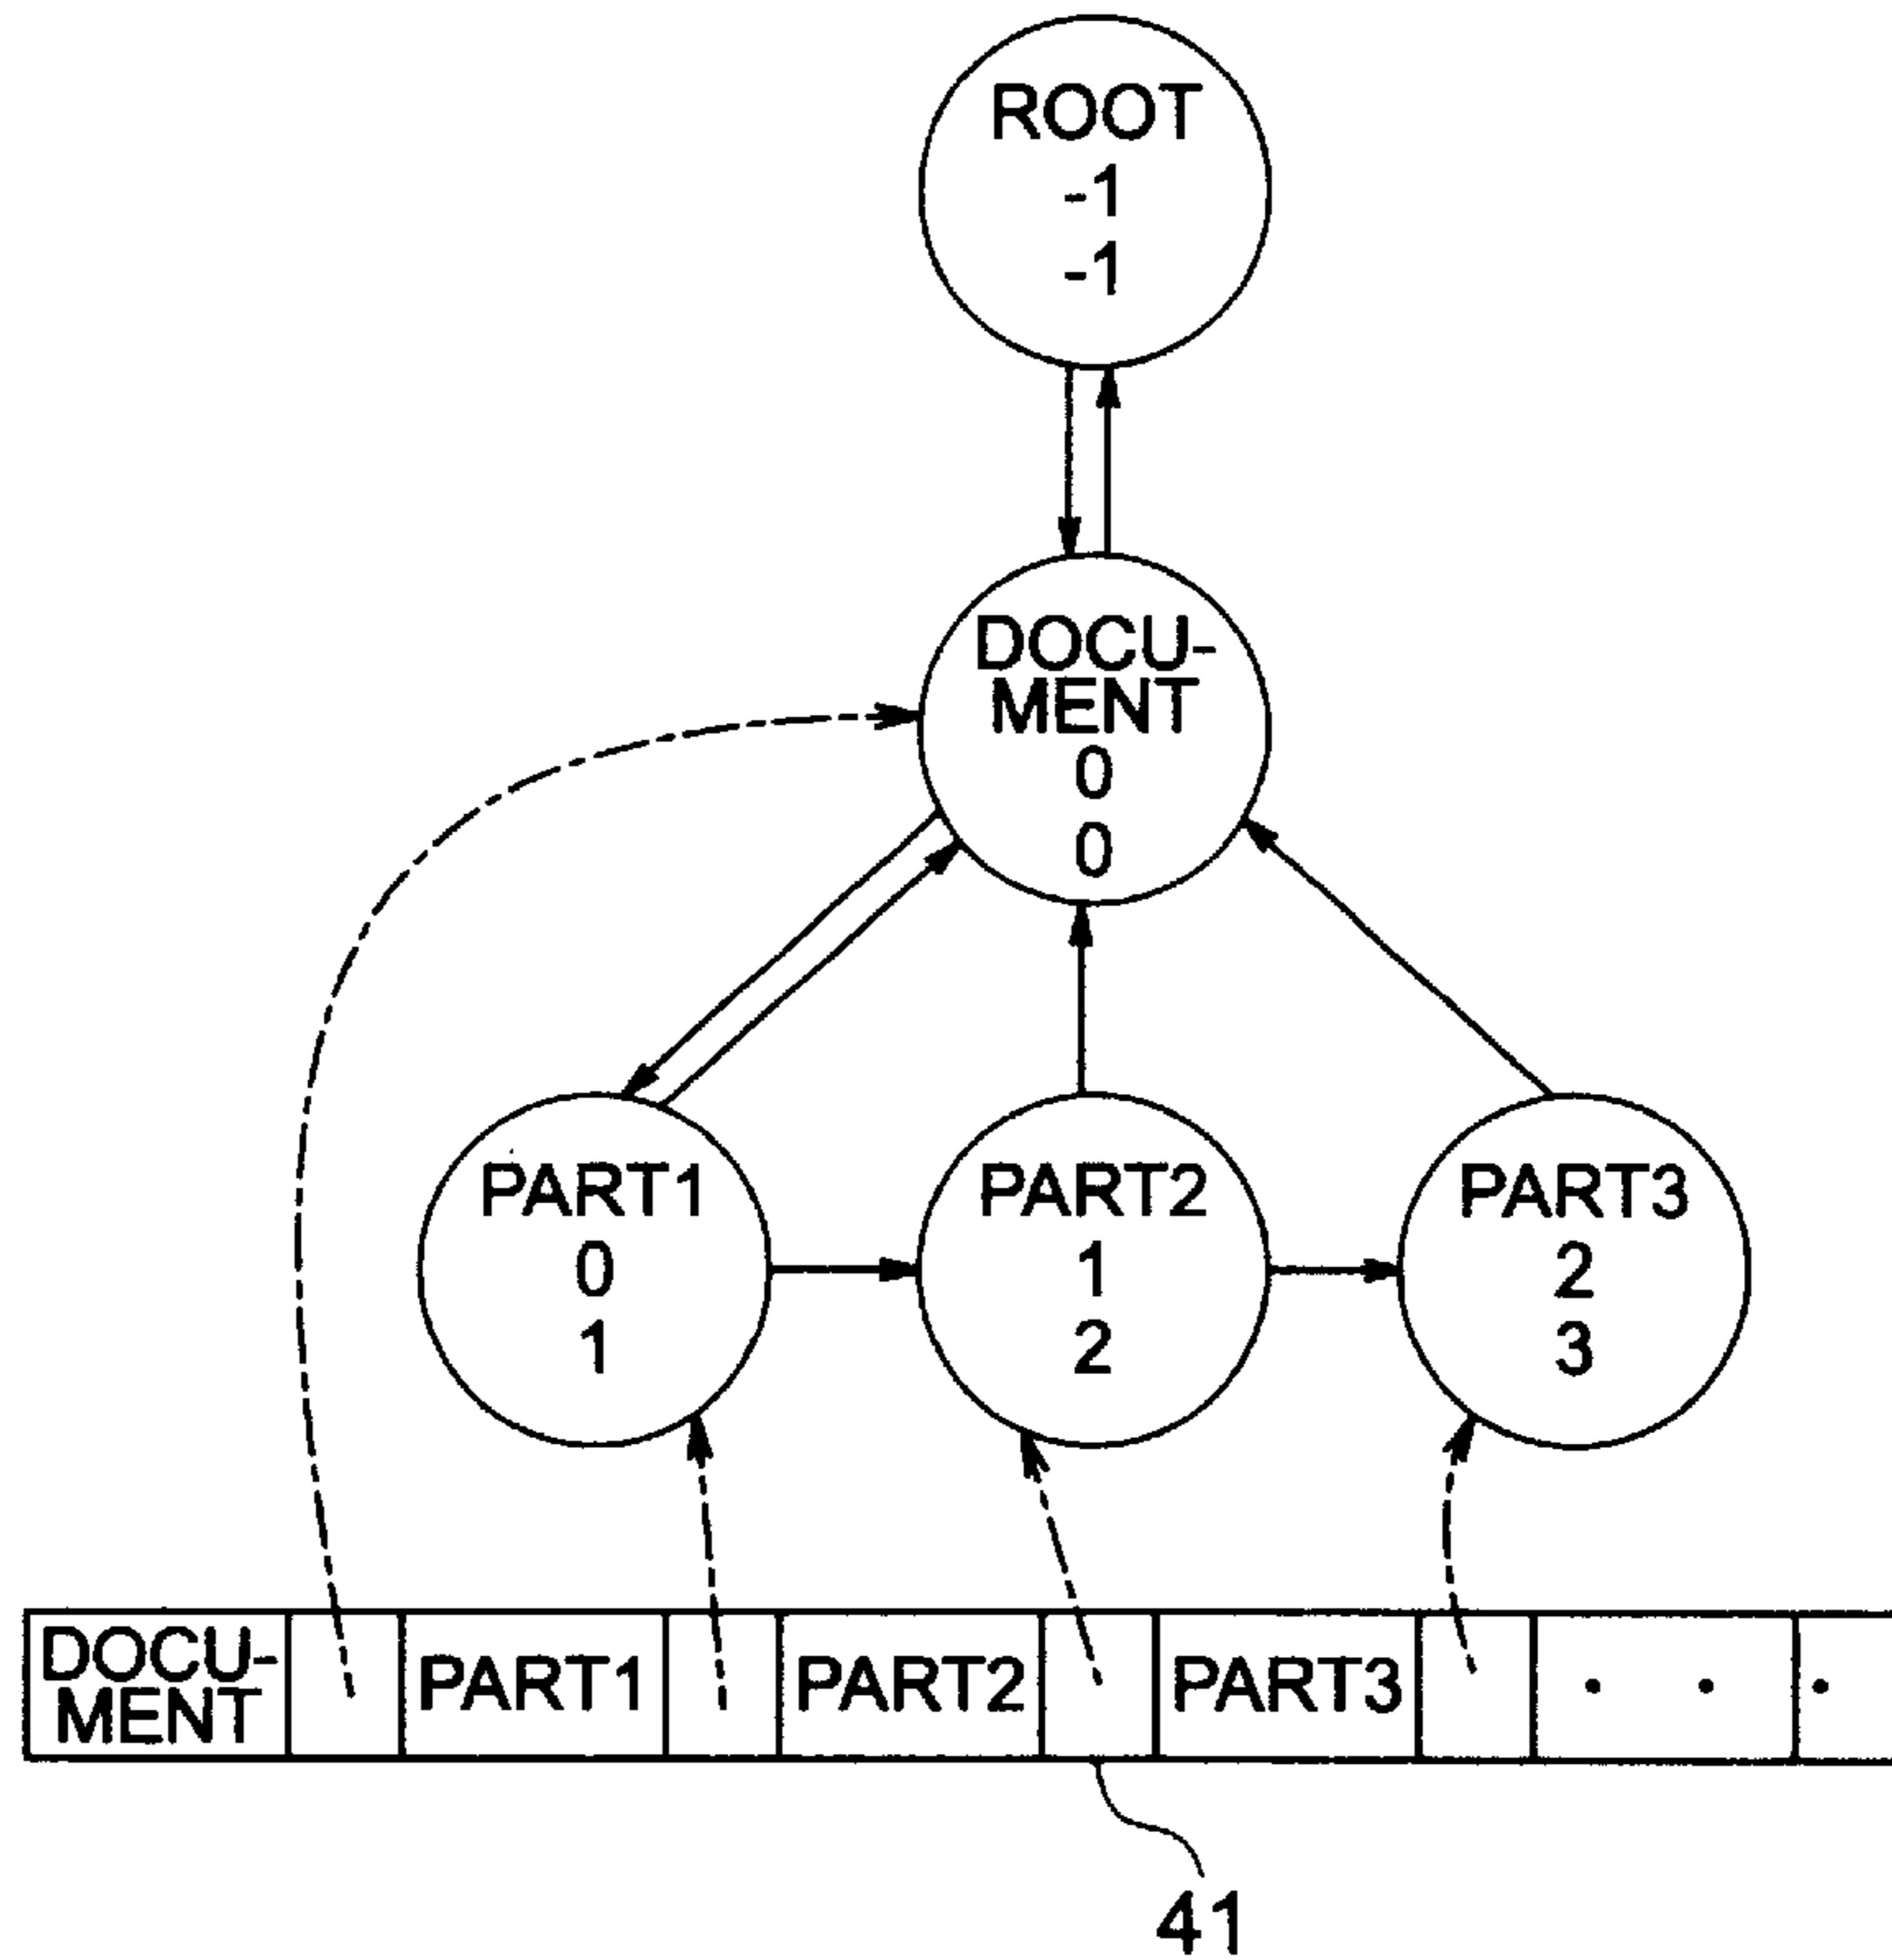 ROOT
-1
-1
DOCU-
MENT
0
0
PART1
0
1
PART2
1
2
PART3
2
3
DOCU-
MENT
PART1
PART2
PART3
• • •
41